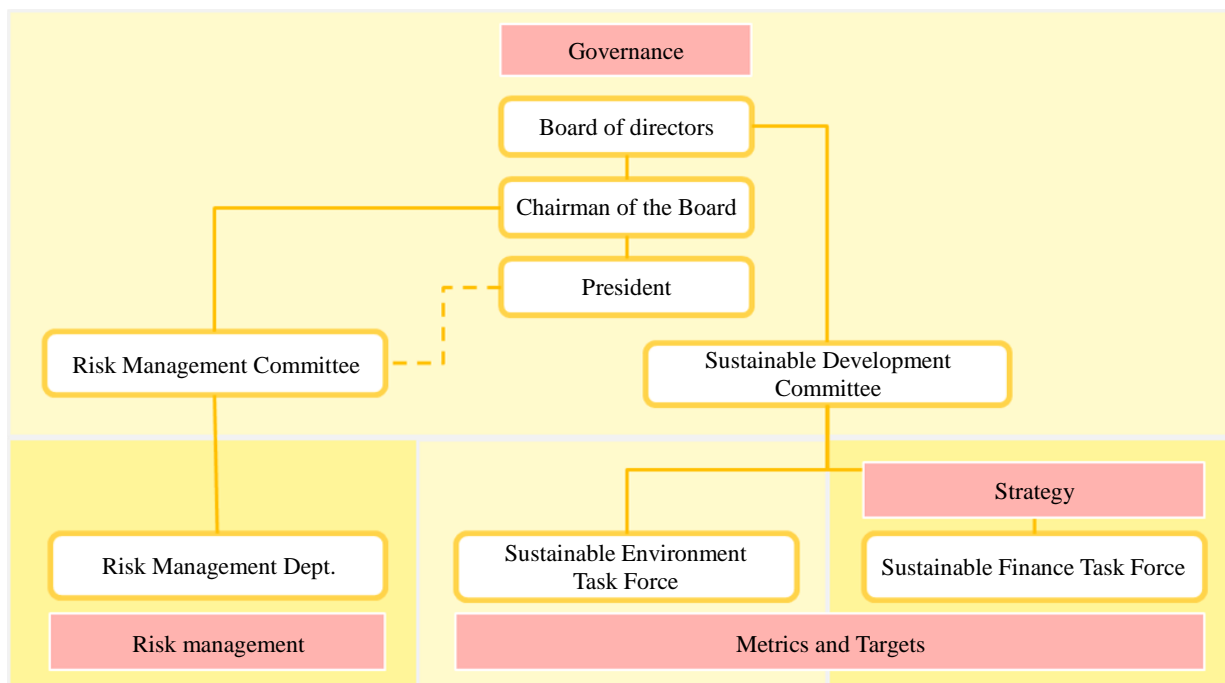 Governance
Board of directors
Chairman of the Board
President
Risk Management Committee
Sustainable Development
Committee
Strategy
Risk Management Dept.
Sustainable Environment
Task Force
Sustainable Finance Task Force
Risk management
Metrics and Targets